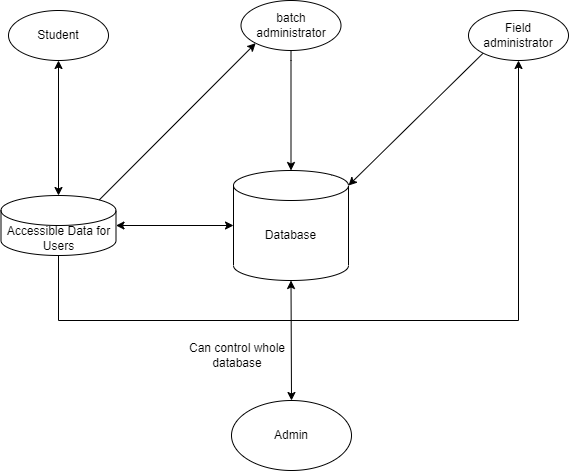 Student
batch
administrator
Field
administrator
Accessible Data for
Users
Database
Can control whole
database
Admin